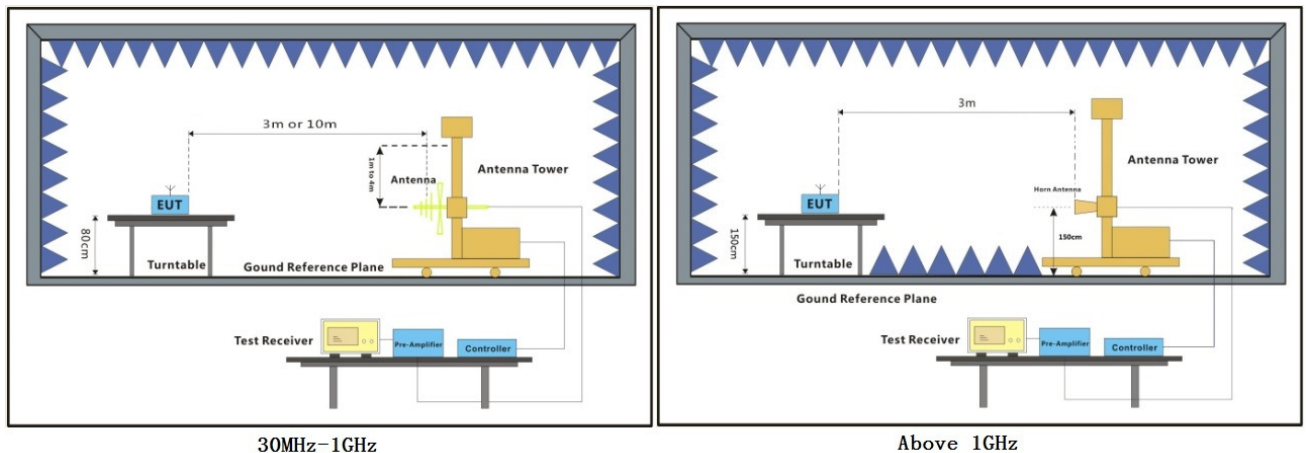 3m or 10m
1m to 4m
Antenna
Antenna Tower
EUT
80cm
Turntable
Gound Reference Plane
Test Receiver
Pre-Amplifier
Controller
30MHz-1GHz
3m
Antenna Tower
Horn Antenna
EUT
150cm
150cm
Turntable
Gound Reference Plane
Test Receiver
Pre-Amplifier
Controller
Above 1GHz